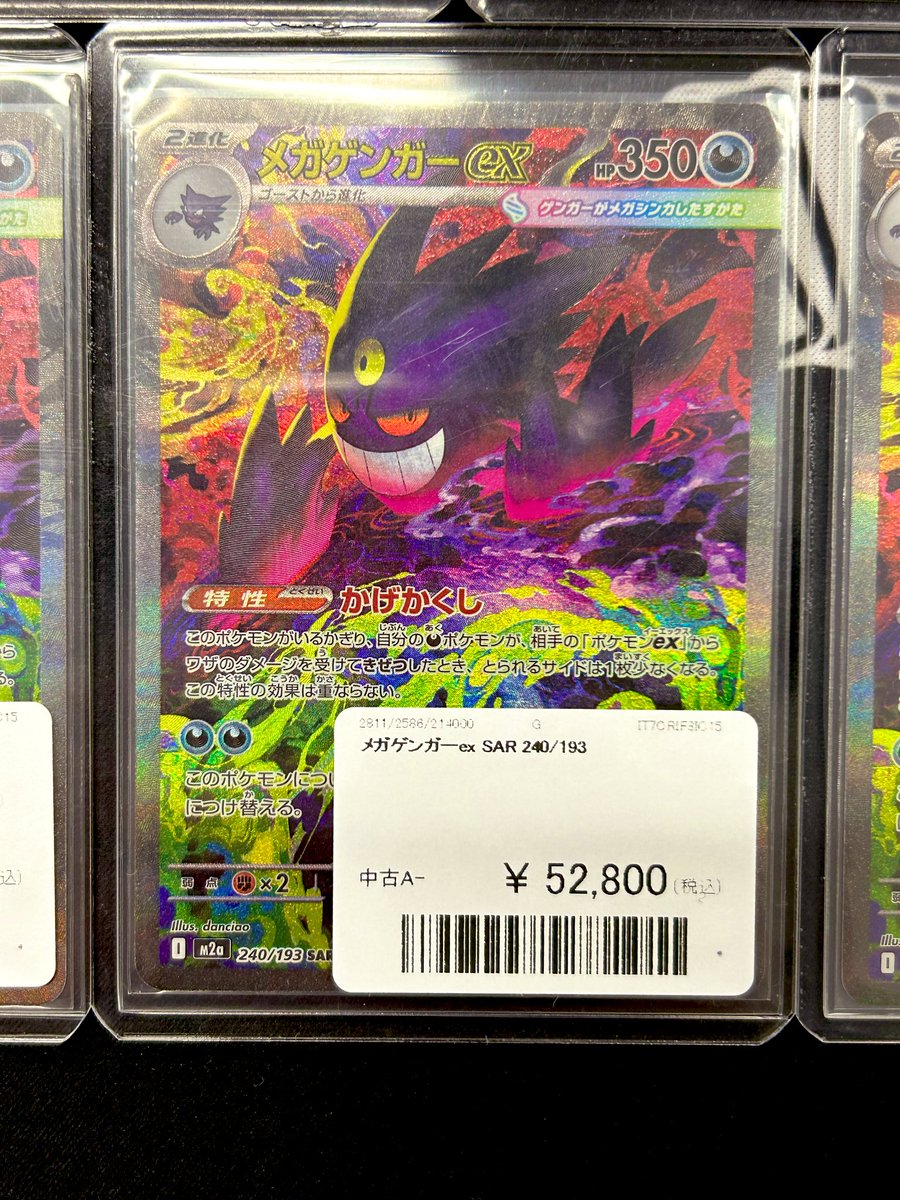 2進化
メガゲンガーex
HP350
ゴーストから進化
ゲンガーがメガシンカしたすがた
特性
とくせい
かげかくし
このポケモンがいるかぎり、自分の悪ポケモンが、相手の「ポケモンex」から
ワザのダメージを受けてきぜつしたとき、とられるサイドは1枚少なくなる。
この特性の効果は重ならない。
このポケモンについ
につけ替える。
弱点
×2
Illus. danciao
I m2a 240/193 SAR
2811/2586/214000
G
メガゲンガーex SAR 240/193
中古A-
¥ 52,800(税込)